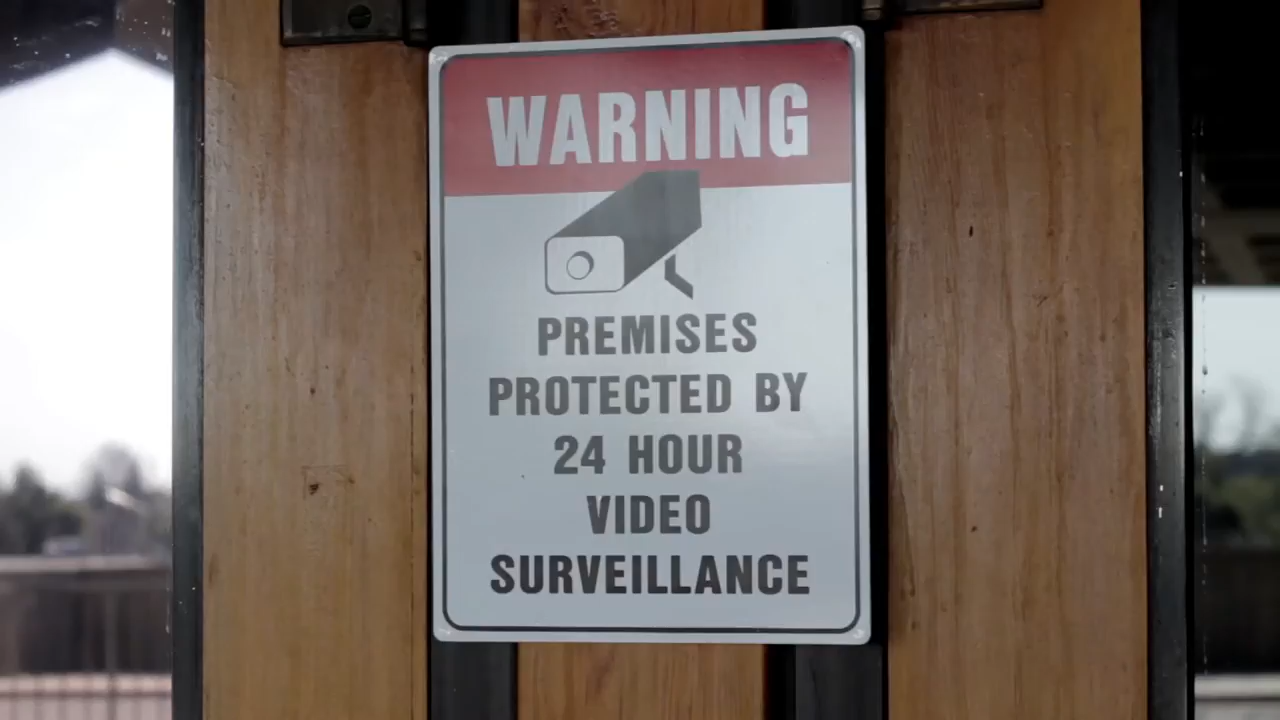 WARNING
PREMISES
PROTECTED BY
24 HOUR
VIDEO
SURVEILLANCE